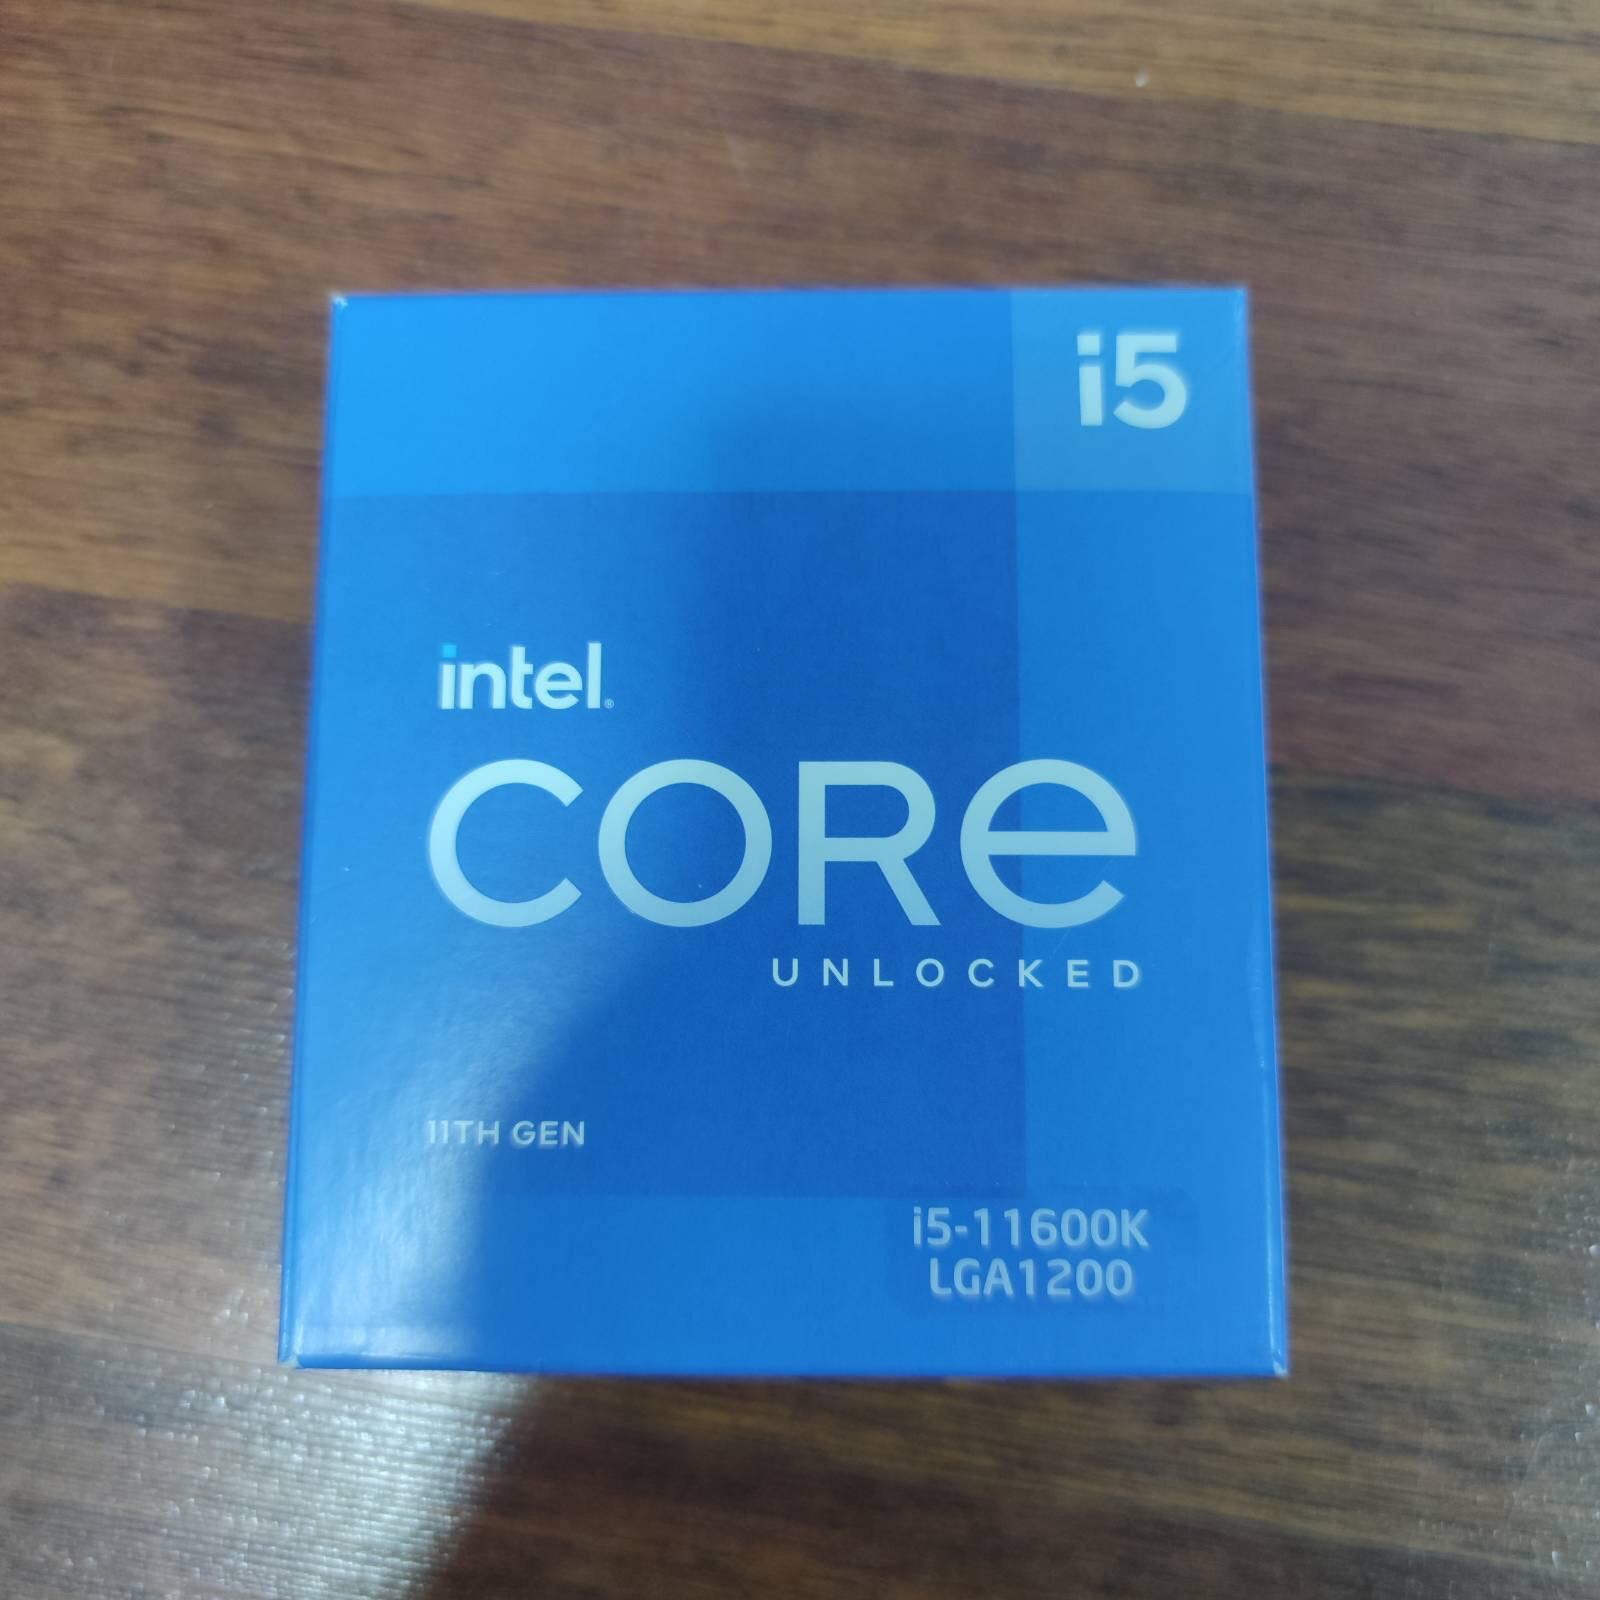 i5
intel®
CORe
UNLOCKED
11TH GEN
i5-11600K
LGA1200